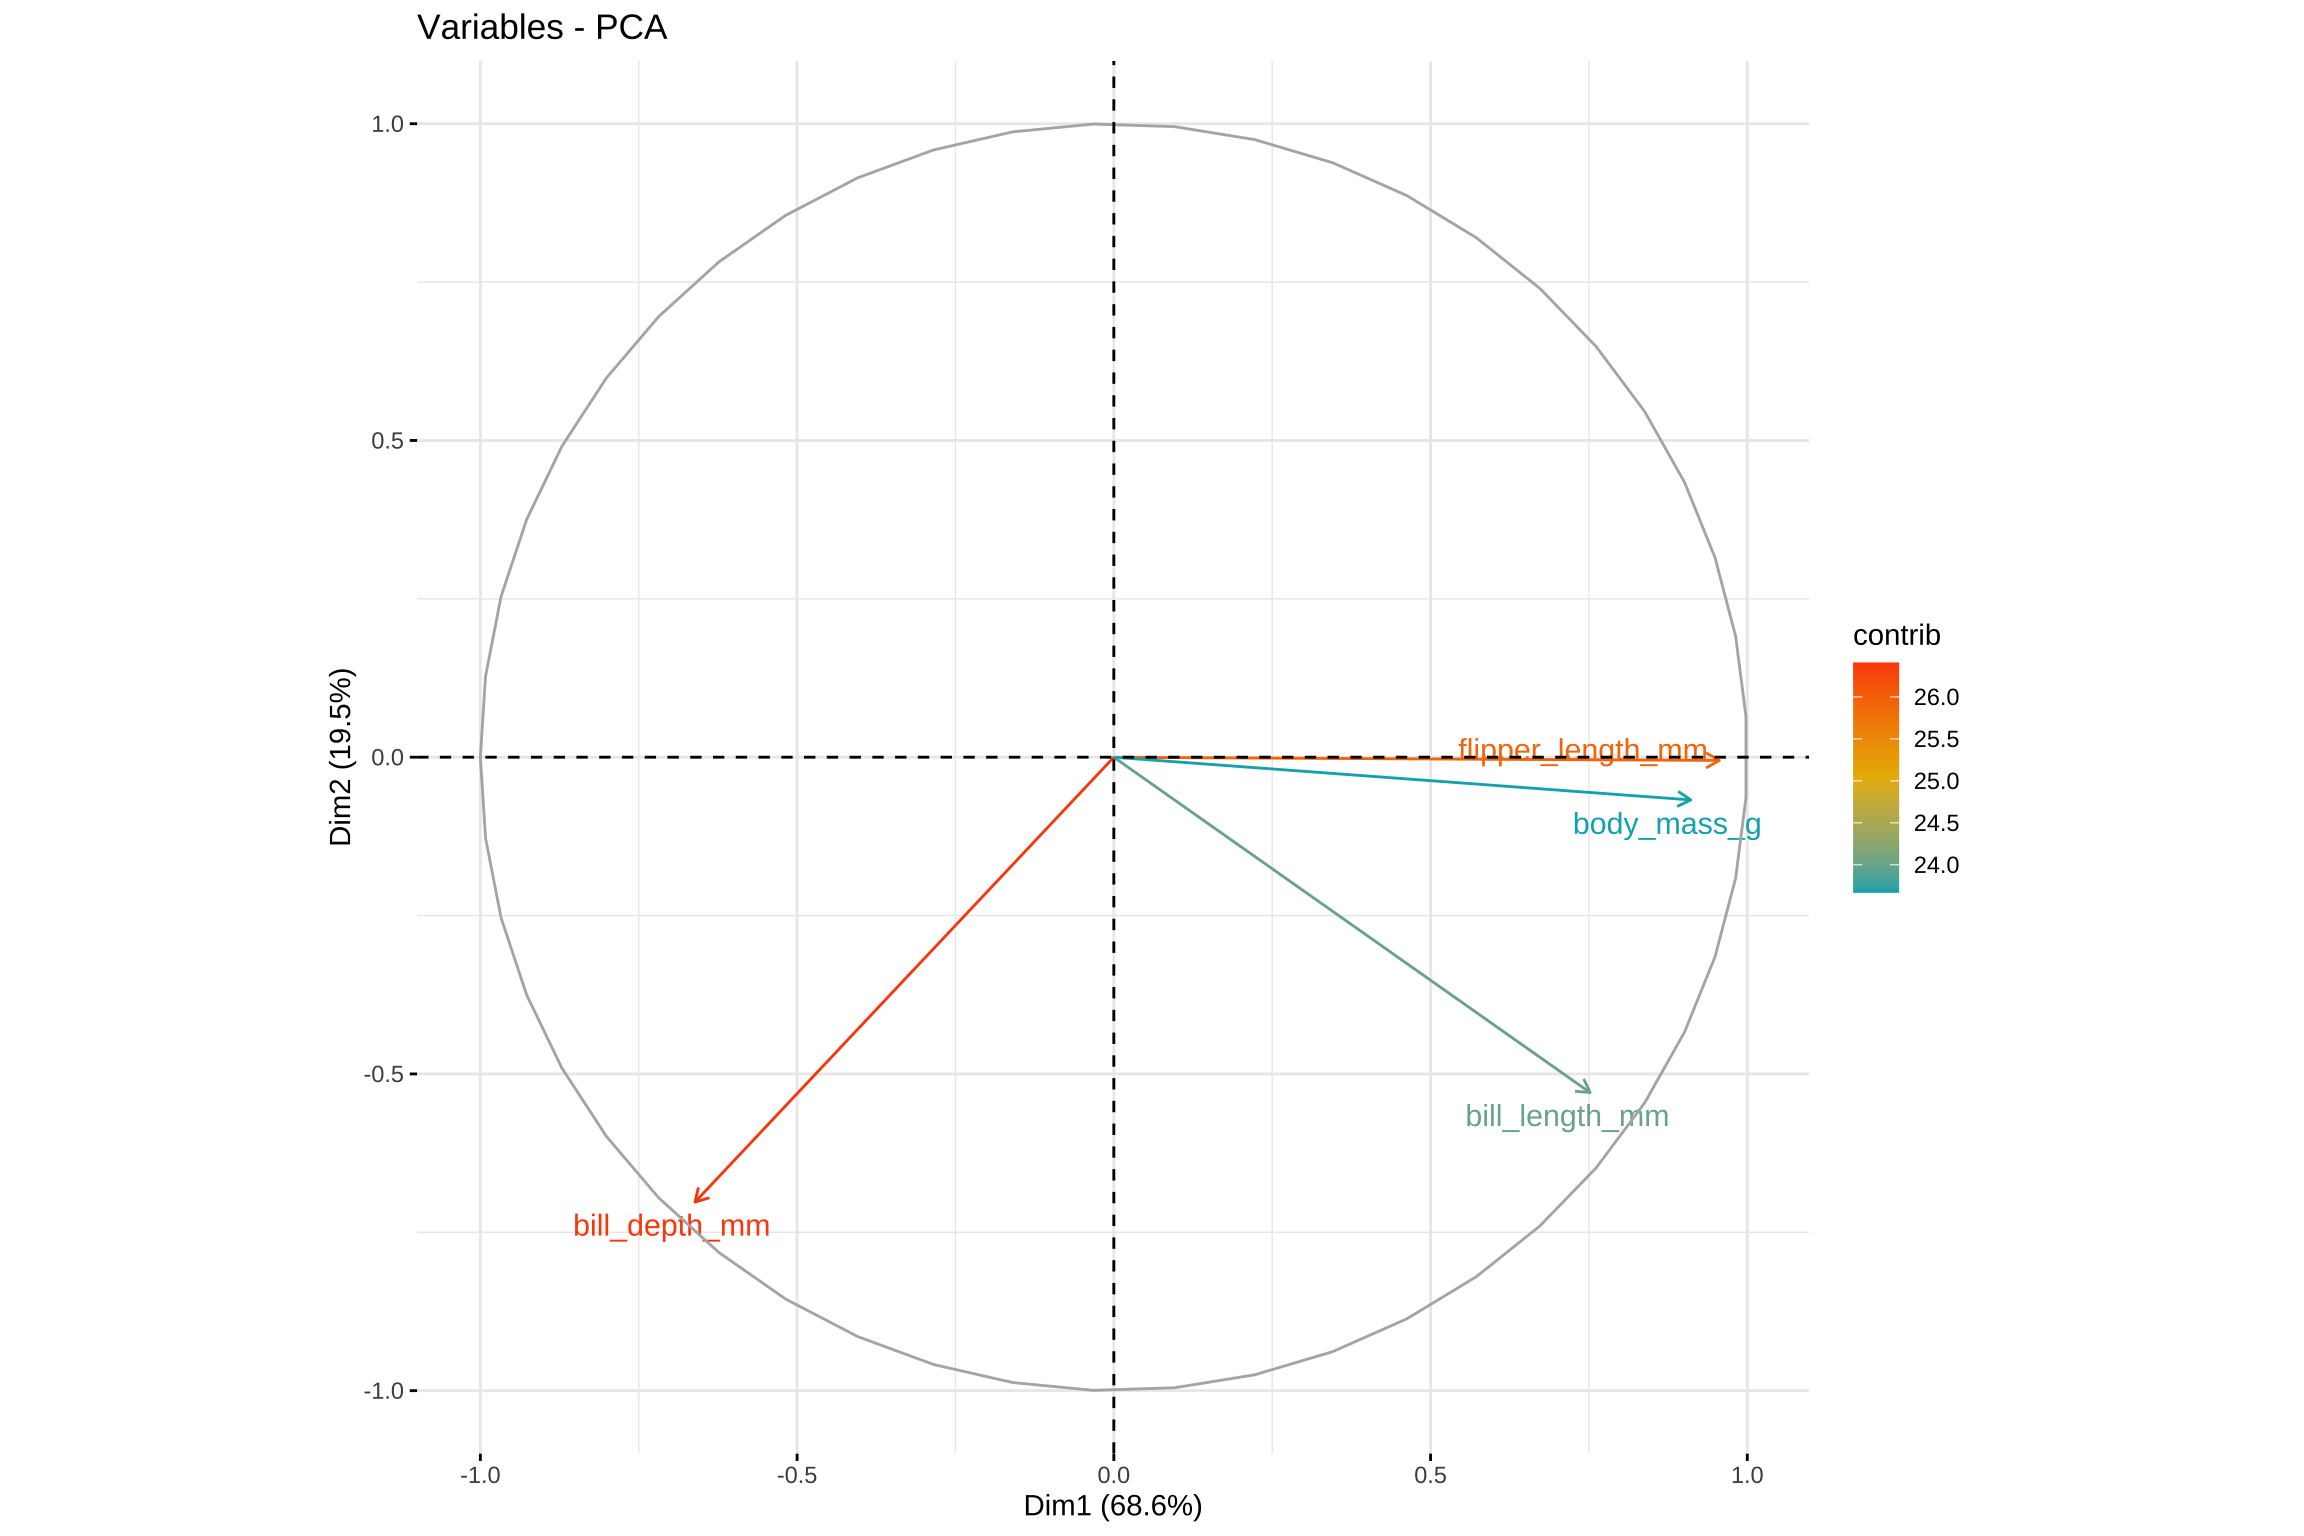 Variables - PCA
1.0
0.5
0.0
-0.5
-1.0
Dim2 (19.5%)
flipper_length_mm
body_mass_g
bill_length_mm
bill_depth_mm
-1.0
-0.5
0.0
0.5
1.0
Dim1 (68.6%)
contrib
26.0
25.5
25.0
24.5
24.0